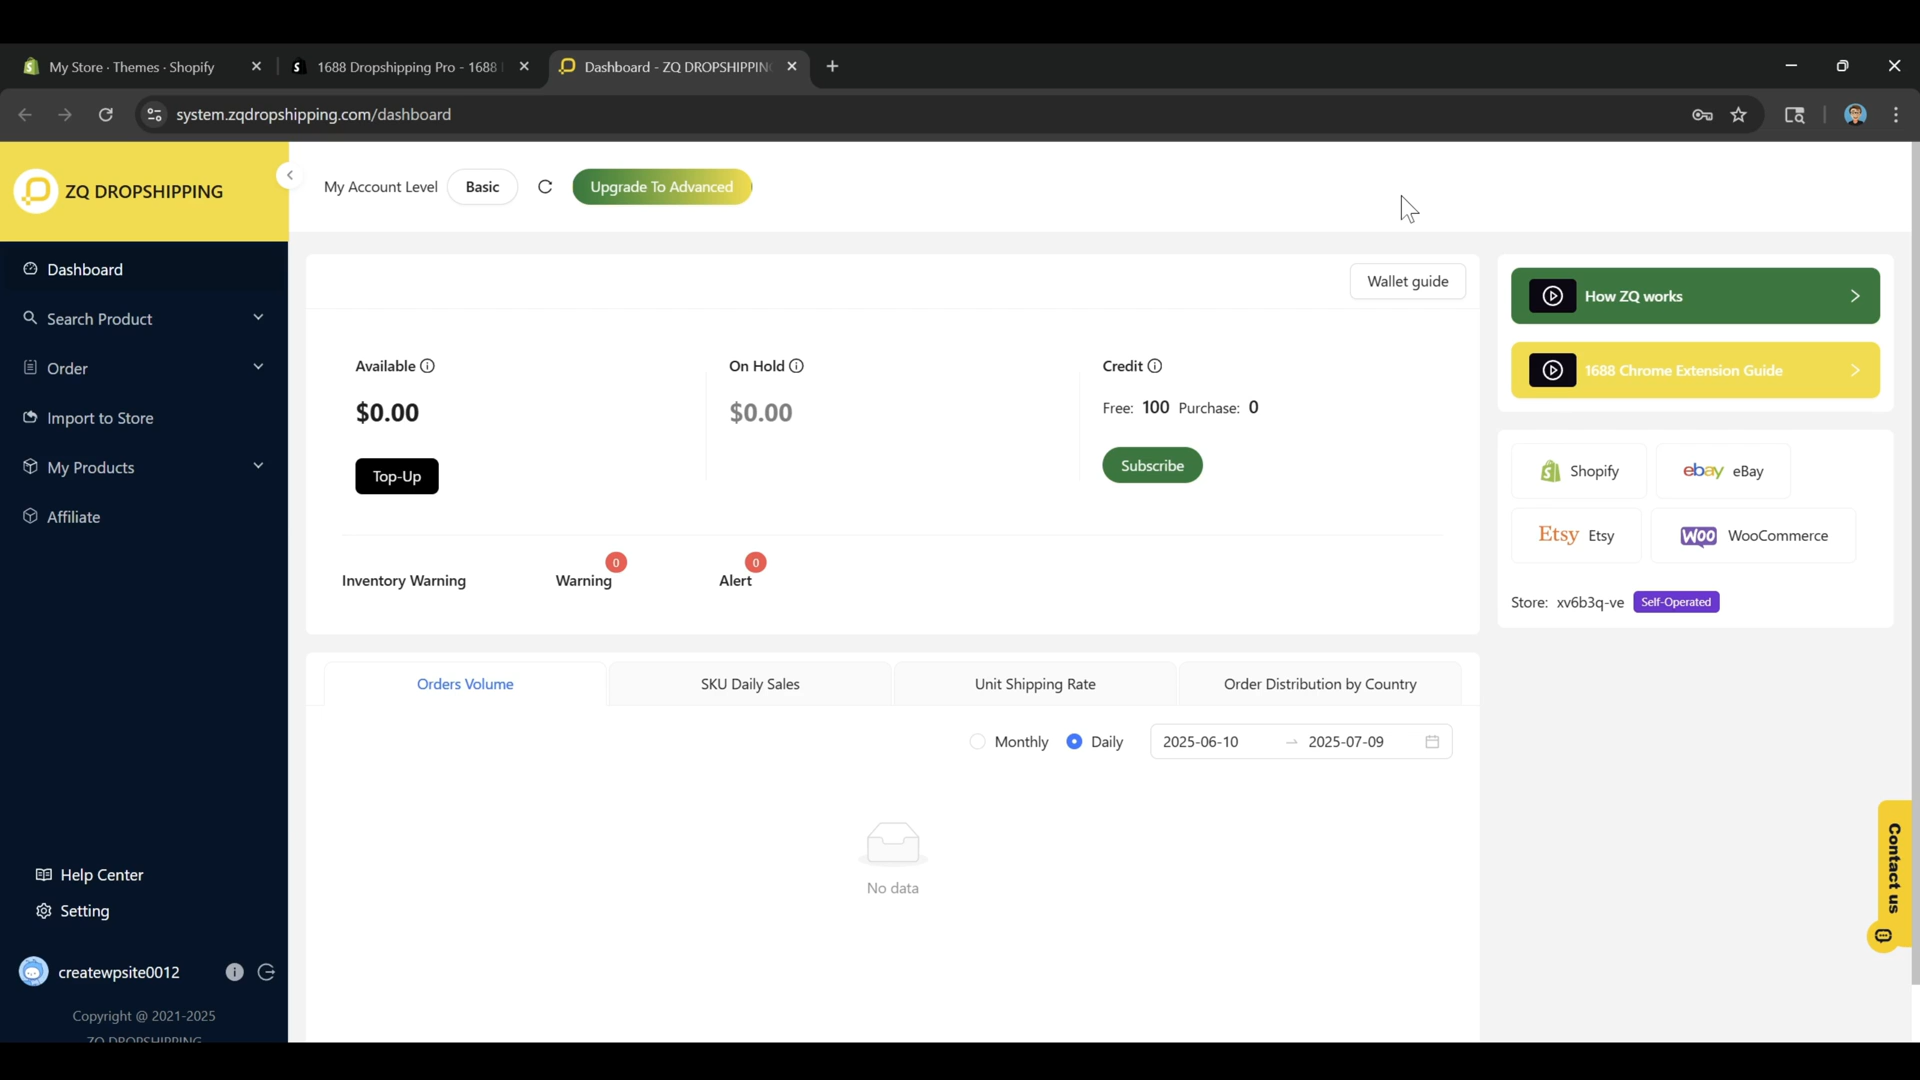 My Store · Themes · Shopify
1688 Dropshipping Pro - 1688
Dashboard - ZQ DROPSHIPPIN
system.zqdropshipping.com/dashboard
ZQ DROPSHIPPING
My Account Level
Basic
Upgrade To Advanced
Dashboard
Search Product
Order
Import to Store
My Products
Affiliate
Help Center
Setting
createwpsite0012
Copyright @ 2021-2025
ZQ DROPSHIPPING
Wallet guide
Available
$0.00
Top-Up
On Hold
$0.00
Credit
Free: 100 Purchase: 0
Subscribe
Inventory Warning
Warning
0
Alert
0
Orders Volume
SKU Daily Sales
Unit Shipping Rate
Order Distribution by Country
Monthly
Daily
2025-06-10
2025-07-09
No data
How ZQ works
1688 Chrome Extension Guide
Shopify
ebay eBay
Etsy Etsy
Woo WooCommerce
Store: xv6b3q-ve Self-Operated
Contact us